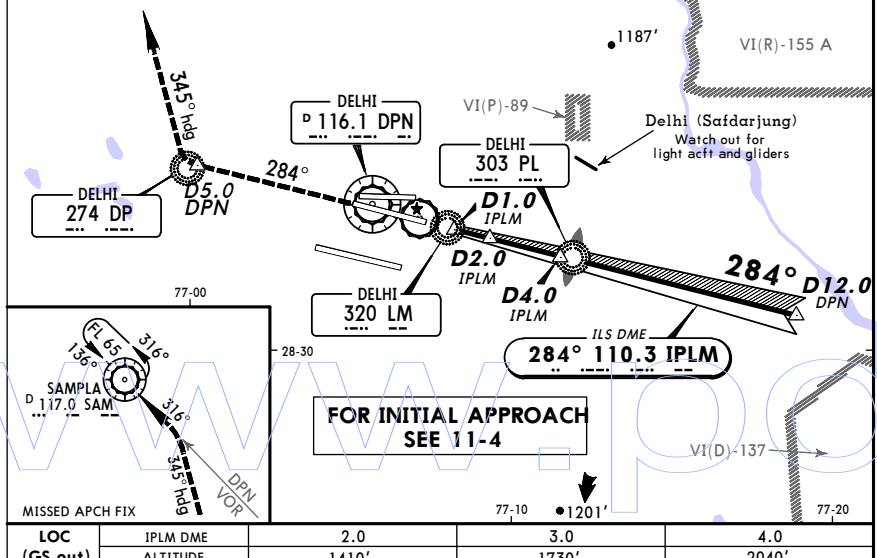 1187'
VI(R)-155 A
345° hdg
DELHI
D 116.1 DPN
VI(P)-89
Delhi (Safdarjung)
Watch out for
light acft and gliders
DELHI
303 PL
284°
D5.0
DPN
DELHI
274 DP
D1.0
IPLM
D2.0
IPLM
D4.0
IPLM
284°
D12.0
DPN
DELHI
320 LM
77-00
ILS DME
284° 110.3 IPLM
28-30
FL 65
316°
136°
SAMPLA
D 117.0 SAM
316°
345° hdg
DPN
VOR
MISSED APCH FIX
FOR INITIAL APPROACH
SEE 11-4
www.po
VI(D)-137
77-10
1201'
77-20
LOC
(GS out)
IPLM DME
2.0
3.0
4.0
ALTITUDE
1410'
1730'
2040'